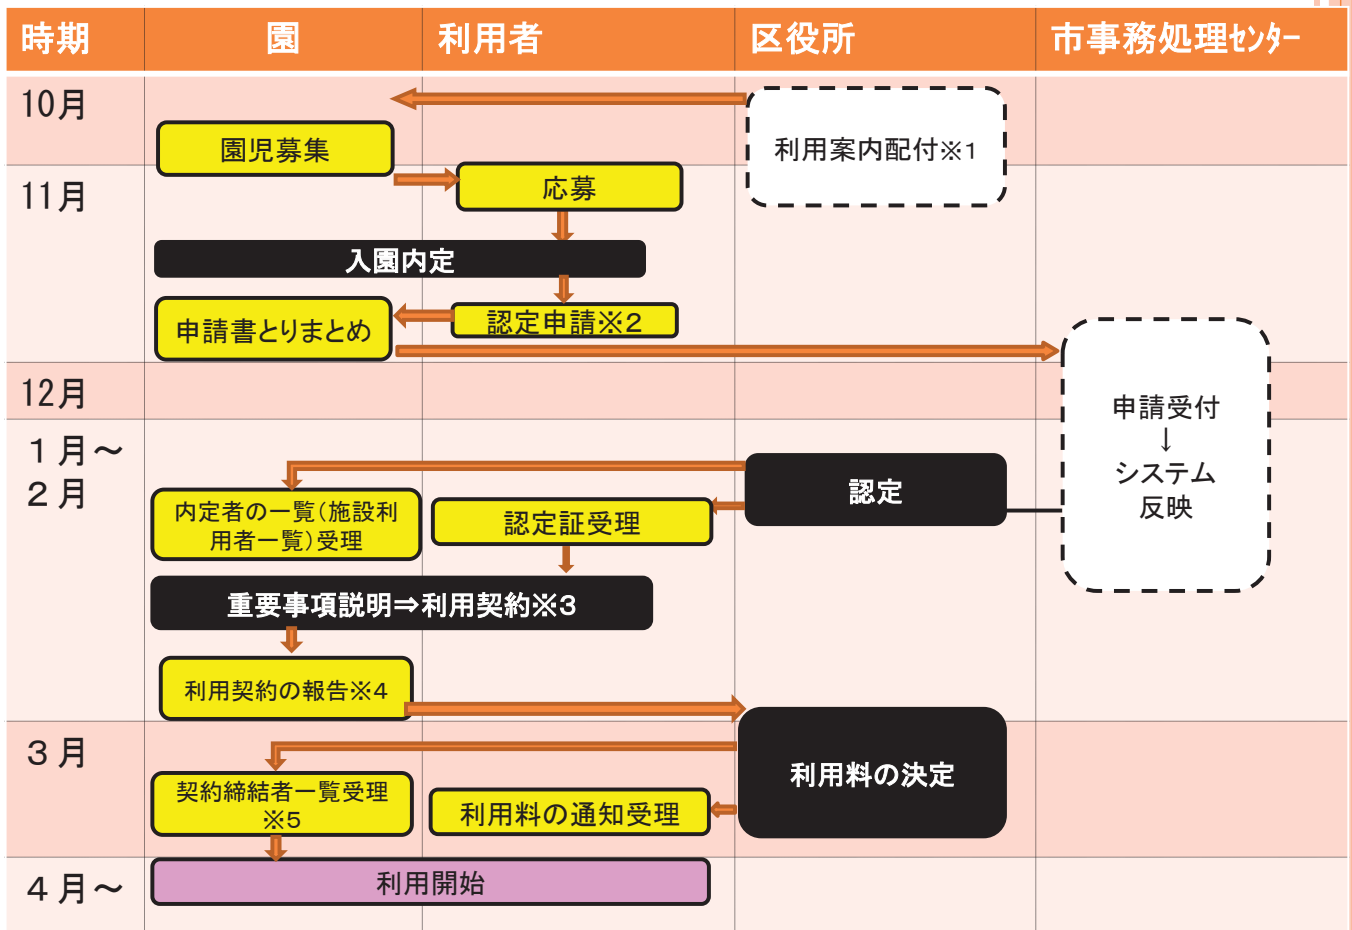 時期
園
利用者
区役所
市事務処理ｾﾝﾀｰ
10月
園児募集
利用案内配付※1
11月
応募
入園内定
申請書とりまとめ
認定申請※2
12月
申請受付
↓
システム
反映
1月～
2月
認定
内定者の一覧（施設利
用者一覧）受理
認定証受理
重要事項説明⇒利用契約※3
利用契約の報告※4
3月
利用料の決定
契約締結者一覧受理
※5
利用料の通知受理
4月～
利用開始